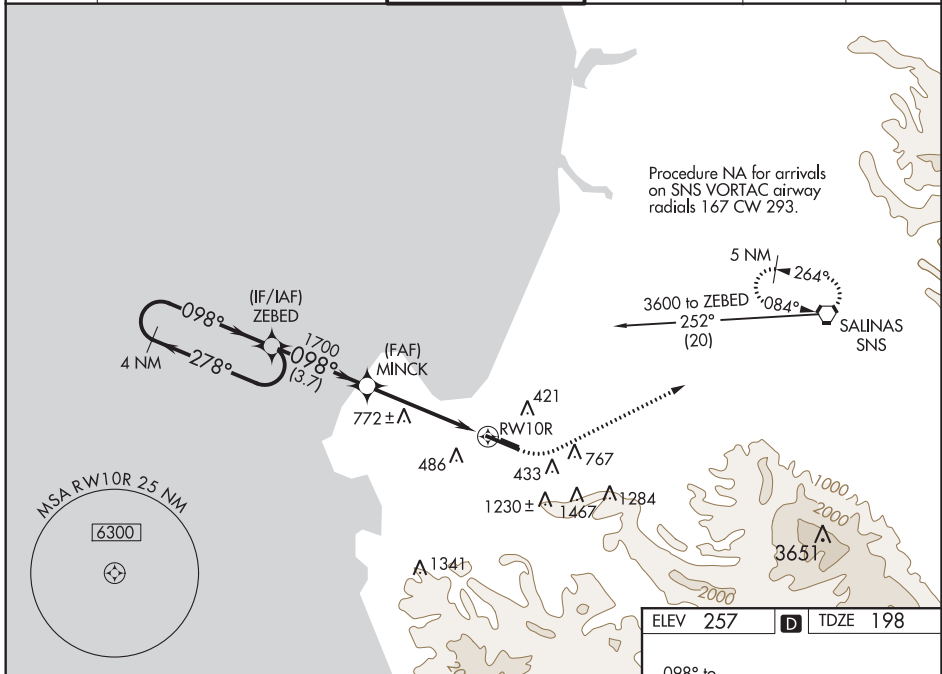 Procedure NA for arrivals
on SNS VORTAC airway
radials 167 CW 293.
5 NM
264°
084°
3600 to ZEBED
252°
(20)
SALINAS
SNS
(IF/IAF)
ZEBED
098°
4 NM
278°
1700
098°
(3.7)
(FAF)
MINCK
772±
421
RW10R
486
433
767
1230±
1467
1284
1000
2000
3651
1341
2000
MSA RW10R 25 NM
6300
ELEV 257 D TDZE 198
098° to